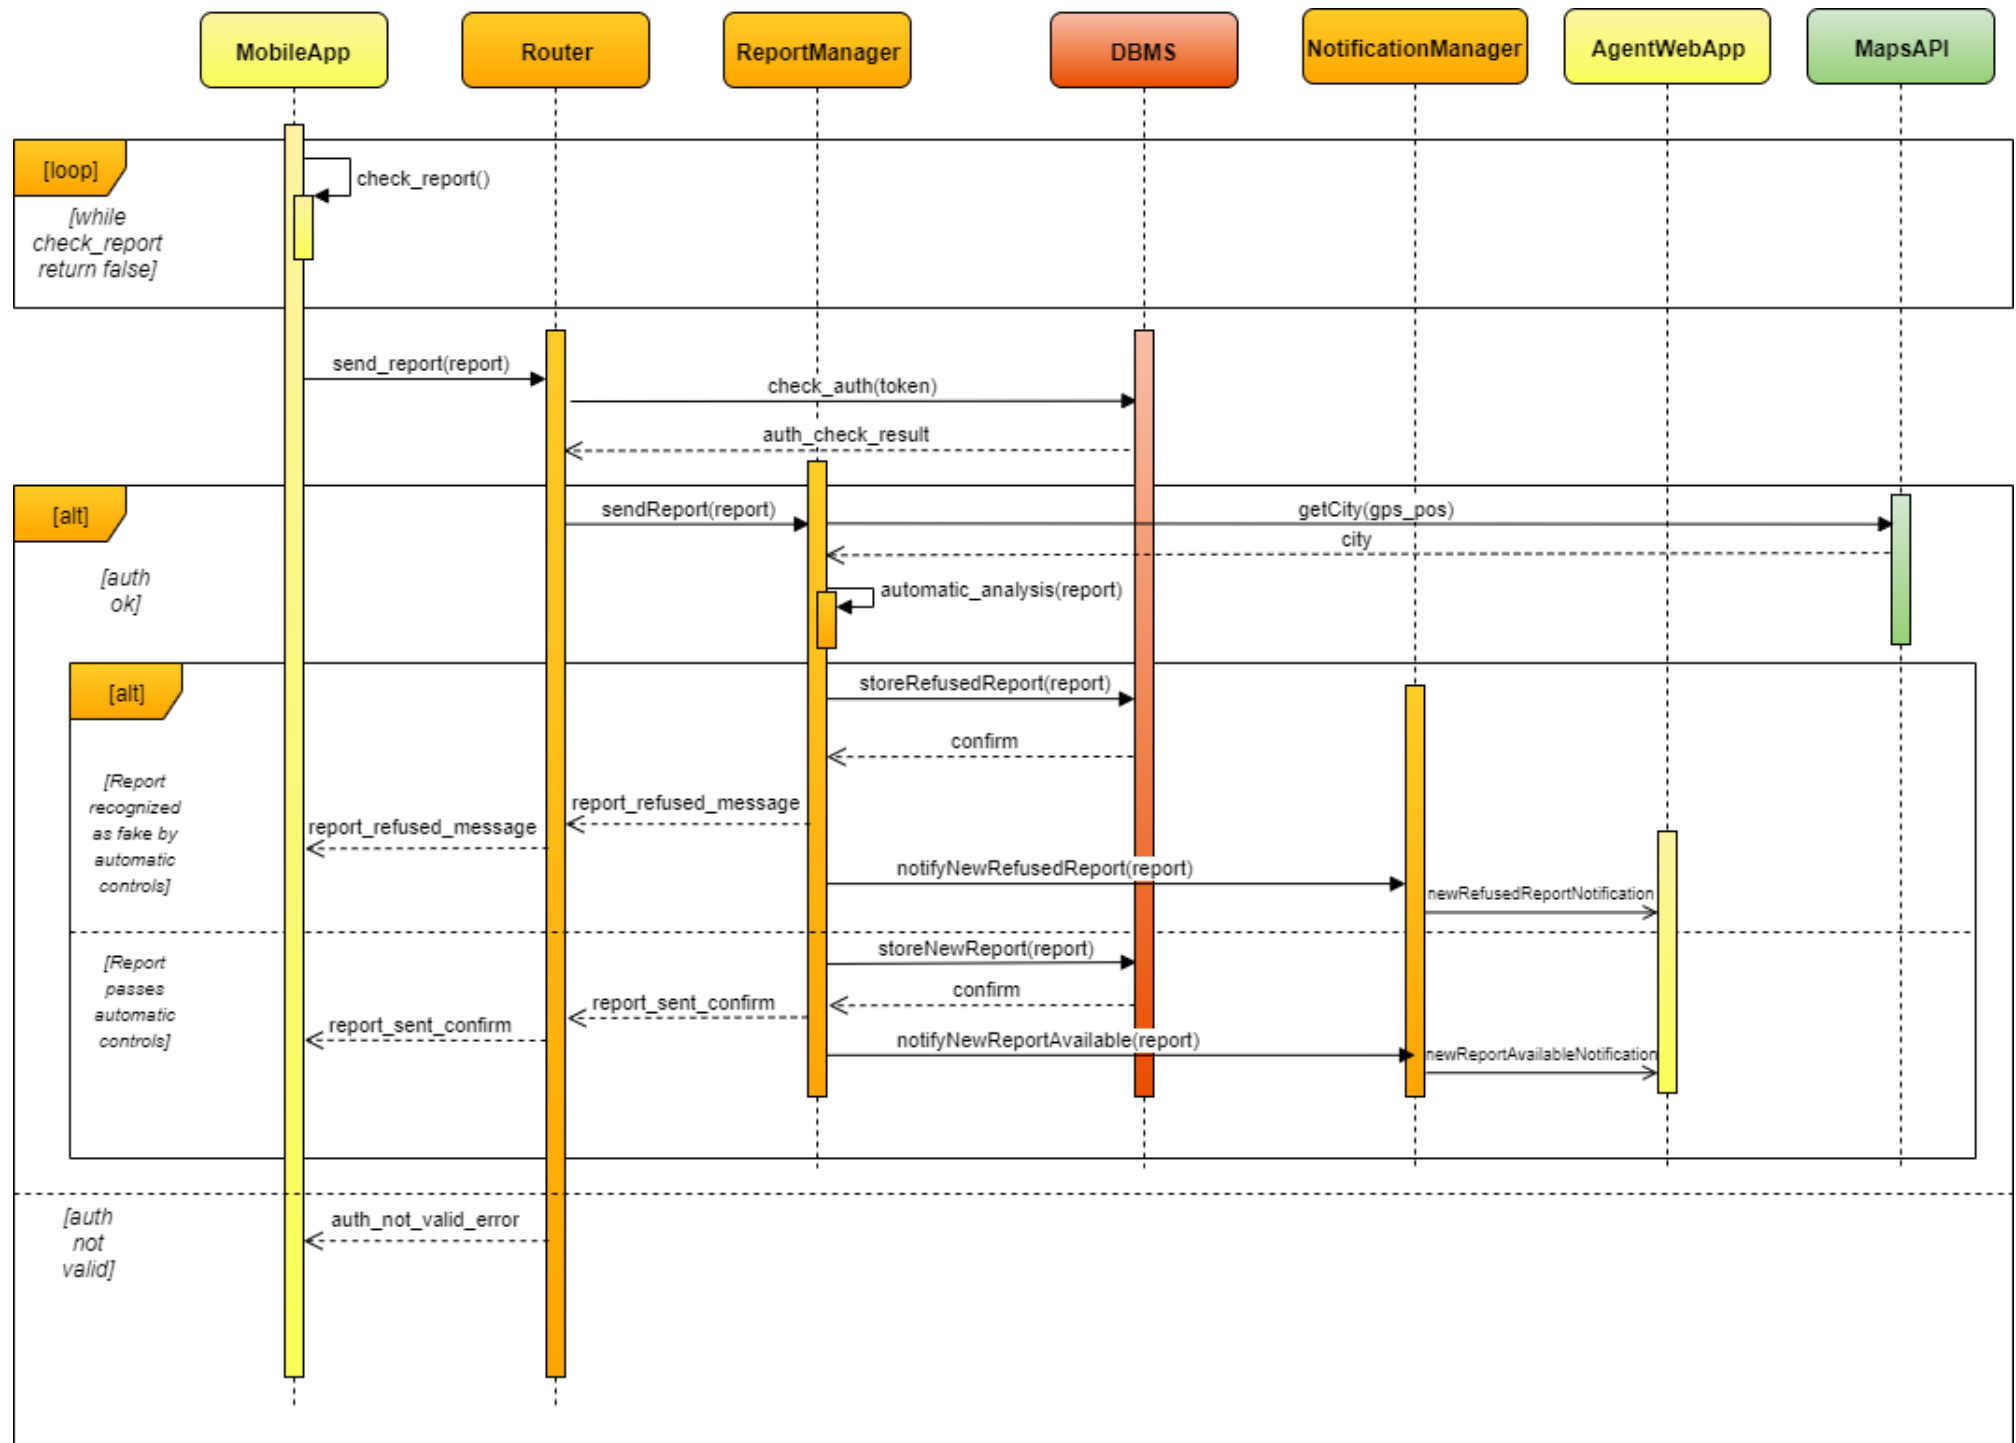 MobileApp
Router
ReportManager
DBMS
NotificationManager
AgentWebApp
MapsAPI
[loop]
check_report()
[while
check_report
return false]
send_report(report)
check_auth(token)
auth_check_result
[alt]
sendReport(report)
getCity(gps_pos)
city
[auth
ok]
automatic_analysis(report)
[alt]
storeRefusedReport(report)
confirm
[Report
recognized
as fake by
automatic
controls]
report_refused_message
report_refused_message
notifyNewRefusedReport(report)
newRefusedReportNotification
[Report
passes
automatic
controls]
storeNewReport(report)
confirm
report_sent_confirm
report_sent_confirm
notifyNewReportAvailable(report)
newReportAvailableNotification
[auth
not
valid]
auth_not_valid_error